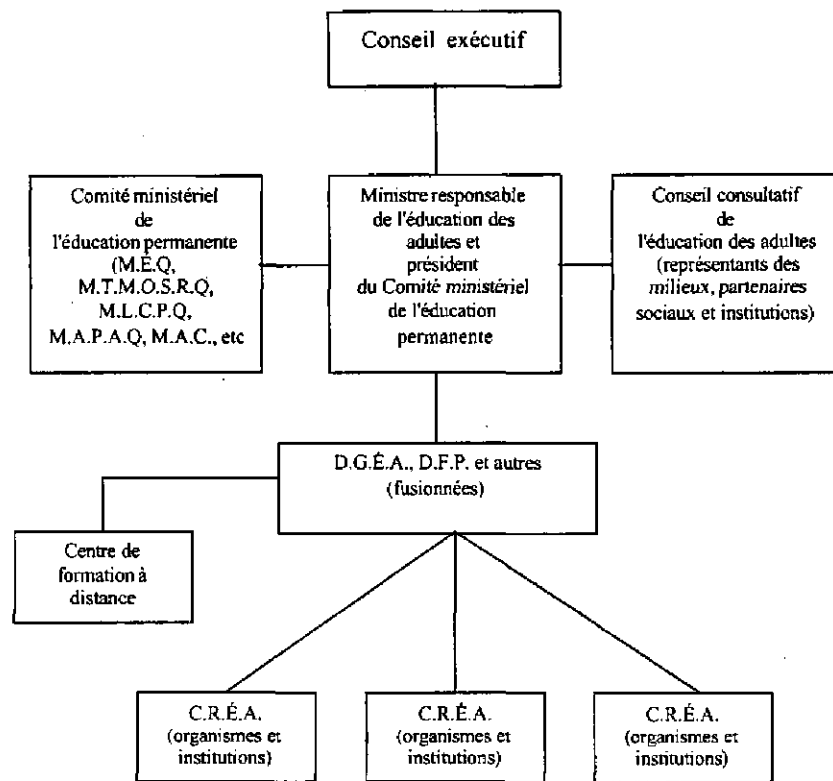 Conseil exécutif
Comité ministériel
de
l'éducation permanente
(M.É.Q,
M.T.M.O.S.R.Q,
M.L.C.P.Q,
M.A.P.A.Q, M.A.C., etc
Ministre responsable
de l'éducation des
adultes et
président
du Comité ministériel
de l'éducation
permanente
Conseil consultatif
de
l'éducation des adultes
(représentants des
milieux, partenaires
sociaux et institutions)
D.G.É.A., D.F.P. et autres
(fusionnées)
Centre de
formation à
distance
C.R.É.A.
(organismes et
institutions)
C.R.É.A.
(organismes et
institutions)
C.R.É.A.
(organismes et
institutions)